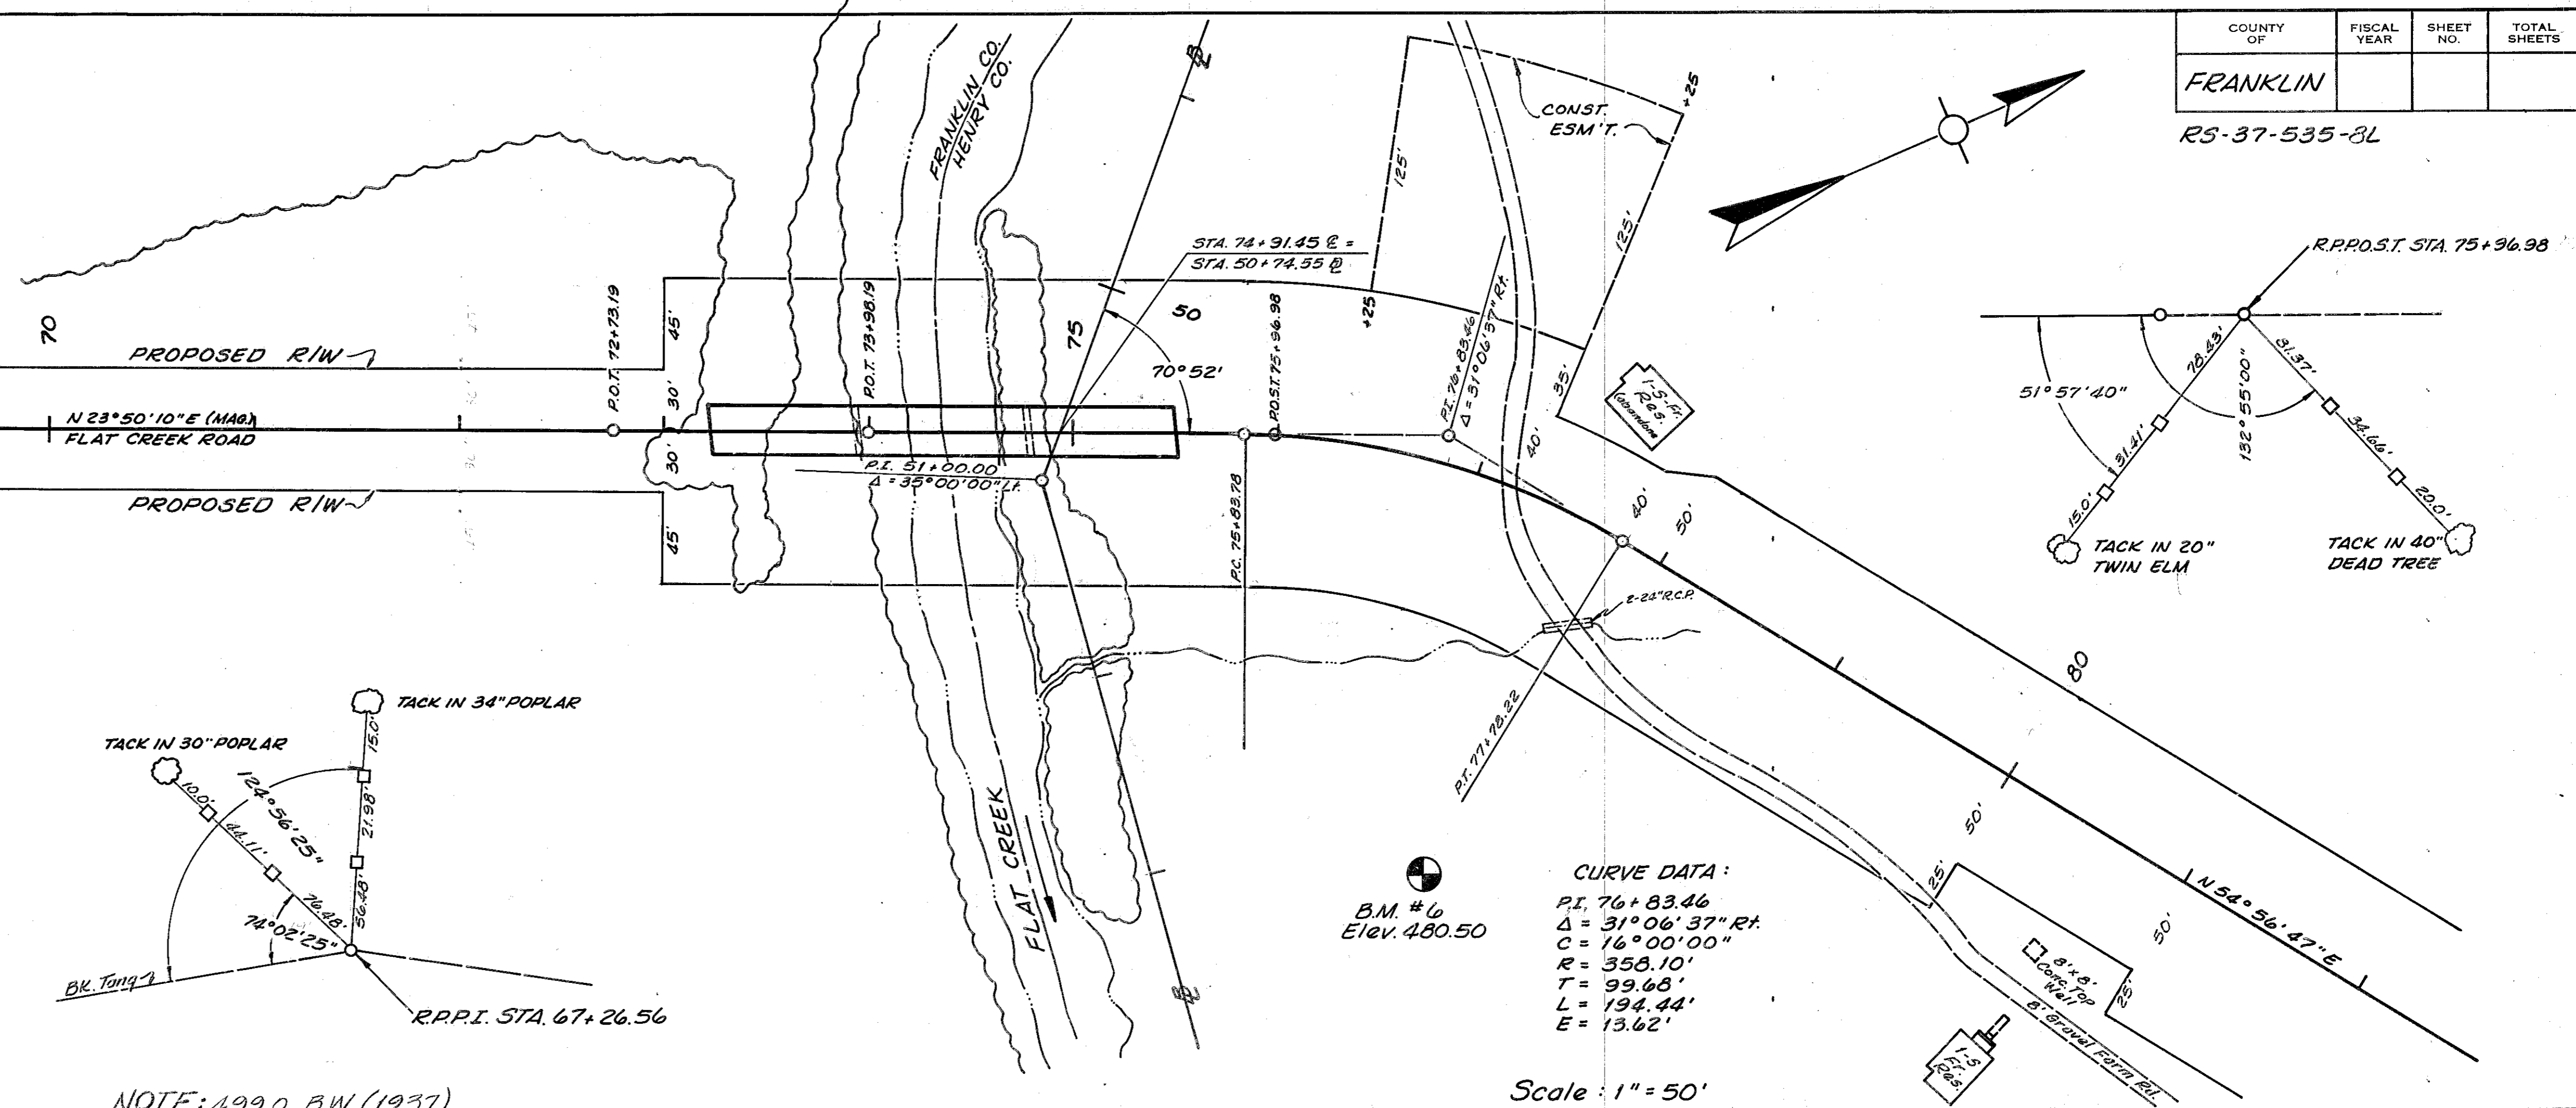 COUNTY OF
FISCAL YEAR
SHEET NO.
TOTAL SHEETS
FRANKLIN
RS-37-535-8L
FRANKLIN CO.
HENRY CO.
CONST. ESM'T.
+25
125'
125'
+25
STA. 74+91.45 ℄ =
STA. 50+74.55 ℄
R.P.P.O.S.T. STA. 75+96.98
78.43'
81.37'
51°57'40"
132°55'00"
31.41'
34.66'
15.0'
20.0'
TACK IN 20"
TWIN ELM
TACK IN 40"
DEAD TREE
70
PROPOSED R/W
N 23°50'10"E (MAG.)
FLAT CREEK ROAD
PROPOSED R/W
P.O.T. 72+73.19
45'
30'
30'
45'
P.O.T. 73+98.19
75
50
70°52'
P.O.S.T. 75+96.98
P.I. 76+83.46
Δ = 31°06'37" Rt.
35'
40'
1-S-Fr.
Res.
P.I. 51+00.00
Δ = 35°00'00" Lt.
P.C. 75+83.78
40'
50'
2-24" R.C.P.
P.T. 77+78.22
80
50'
50'
N 54°56'47" E
25'
25'
8' x 8'
Conc. Top
Well
8' Gravel Farm Rd.
1-S
Fr.
Res.
FLAT CREEK
TACK IN 34" POPLAR
TACK IN 30" POPLAR
15.0'
10.0'
124°56'25"
21.98'
44.11'
76.48'
56.48'
74°02'25"
BK. Tang
R.P.P.I. STA. 67+26.56
B.M. #6
Elev. 480.50
CURVE DATA:
P.I. 76+83.46
Δ = 31°06'37" Rt.
C = 16°00'00"
R = 358.10'
T = 99.68'
L = 194.44'
E = 13.62'
Scale: 1" = 50'
NOTE: 4990 BW (1937)